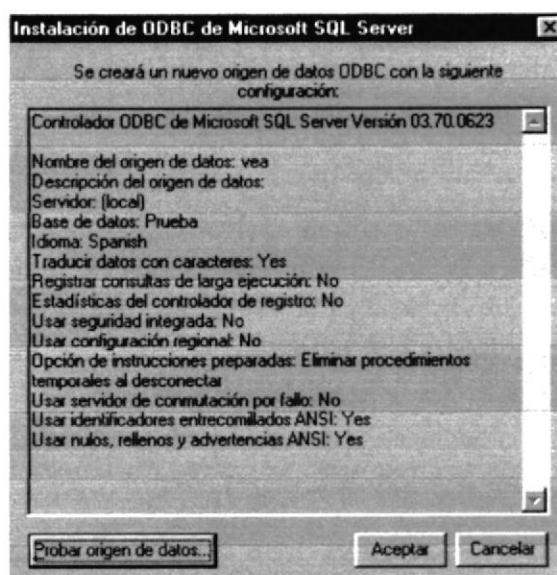 Instalación de ODBC de Microsoft SQL Server
Se creará un nuevo origen de datos ODBC con la siguiente
configuración:
Controlador ODBC de Microsoft SQL Server Versión 03.70.0623
Nombre del origen de datos: vea
Descripción del origen de datos:
Servidor: (local)
Base de datos: Prueba
Idioma: Spanish
Traducir datos con caracteres: Yes
Registrar consultas de larga ejecución: No
Estadísticas del controlador de registro: No
Usar seguridad integrada: No
Usar configuración regional: No
Opción de instrucciones preparadas: Eliminar procedimientos
temporales al desconectar
Usar servidor de conmutación por fallo: No
Usar identificadores entrecomillados ANSI: Yes
Usar nulos, rellenos y advertencias ANSI: Yes
Probar origen de datos... Aceptar Cancelar